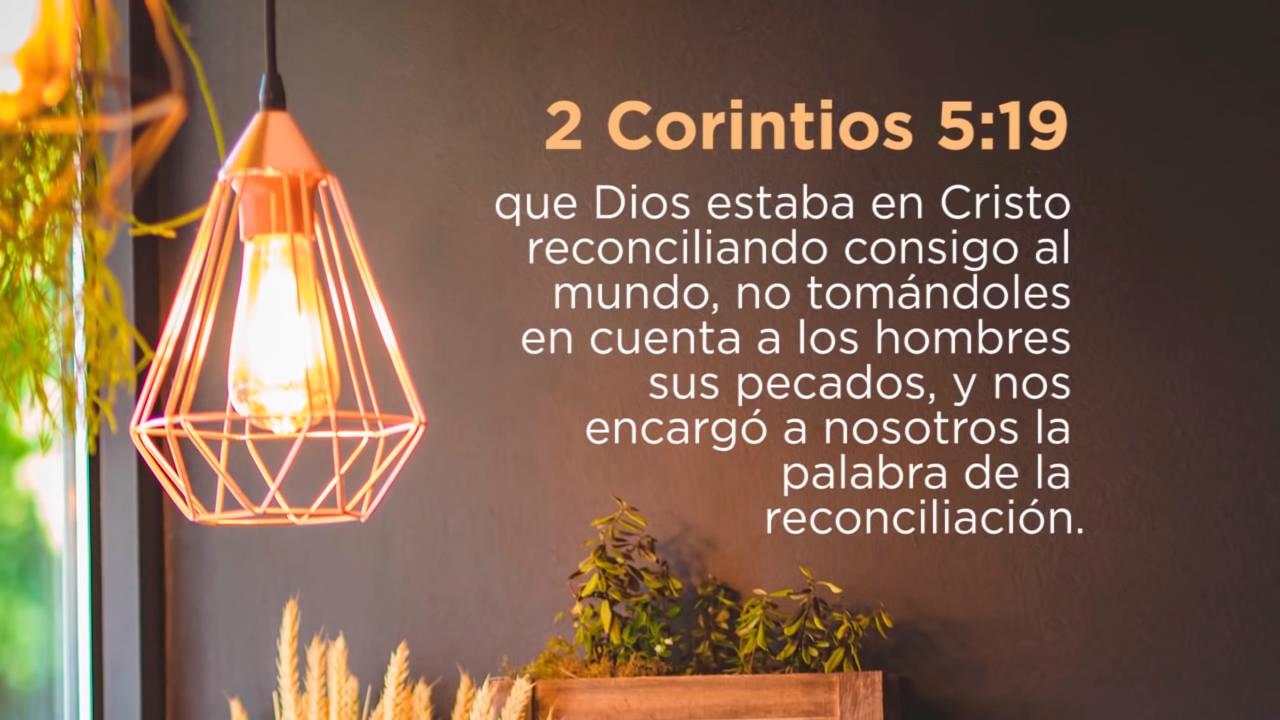 2 Corintios 5:19
que Dios estaba en Cristo
reconciliando consigo al
mundo, no tomándoles
en cuenta a los hombres
sus pecados, y nos
encargó a nosotros la
palabra de la
reconciliación.